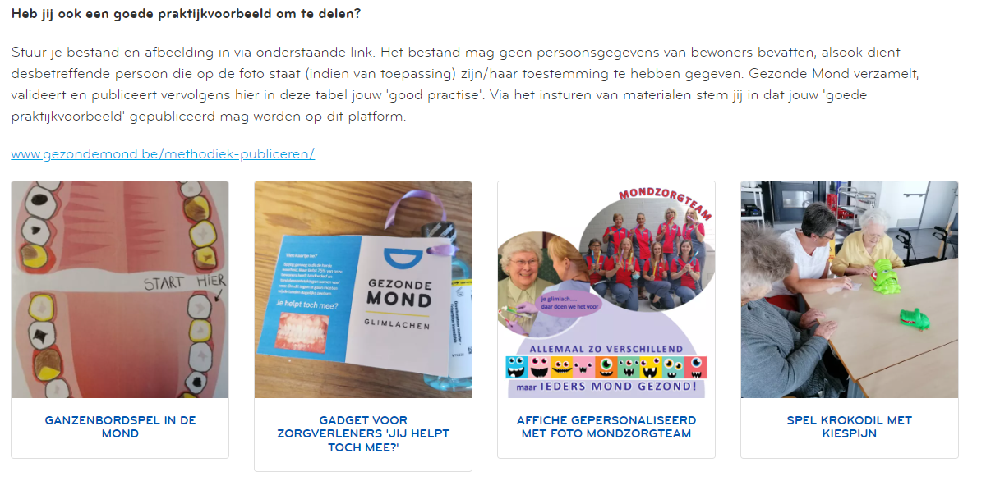 Heb jij ook een goede praktijkvoorbeeld om te delen?
Stuur je bestand en afbeelding in via onderstaande link. Het bestand mag geen persoonsgegevens van bewoners bevatten, alsook dient
desbetreffende persoon die op de foto staat (indien van toepassing) zijn/haar toestemming te hebben gegeven. Gezonde Mond verzamelt,
valideert en publiceert vervolgens hier in deze tabel jouw 'good practise'. Via het insturen van materialen stem jij in dat jouw 'goede
praktijkvoorbeeld' gepubliceerd mag worden op dit platform.
www.gezondemond.be/methodiek-publiceren/
START HIER
GANZENBORDSPEL IN DE
MOND
Je helpt toch mee?
GEZONDE
MOND
GLIMLACHEN
GADGET VOOR
ZORGVERLENERS 'JIJ HELPT
TOCH MEE?'
MONDZORGTEAM
je glimlach....
daar doen we het voor
ALLEMAAL ZO VERSCHILLEND
maar IEDERS MOND GEZOND!
AFFICHE GEPERSONALISEERD
MET FOTO MONDZORGTEAM
SPEL KROKODIL MET
KIESPIJN